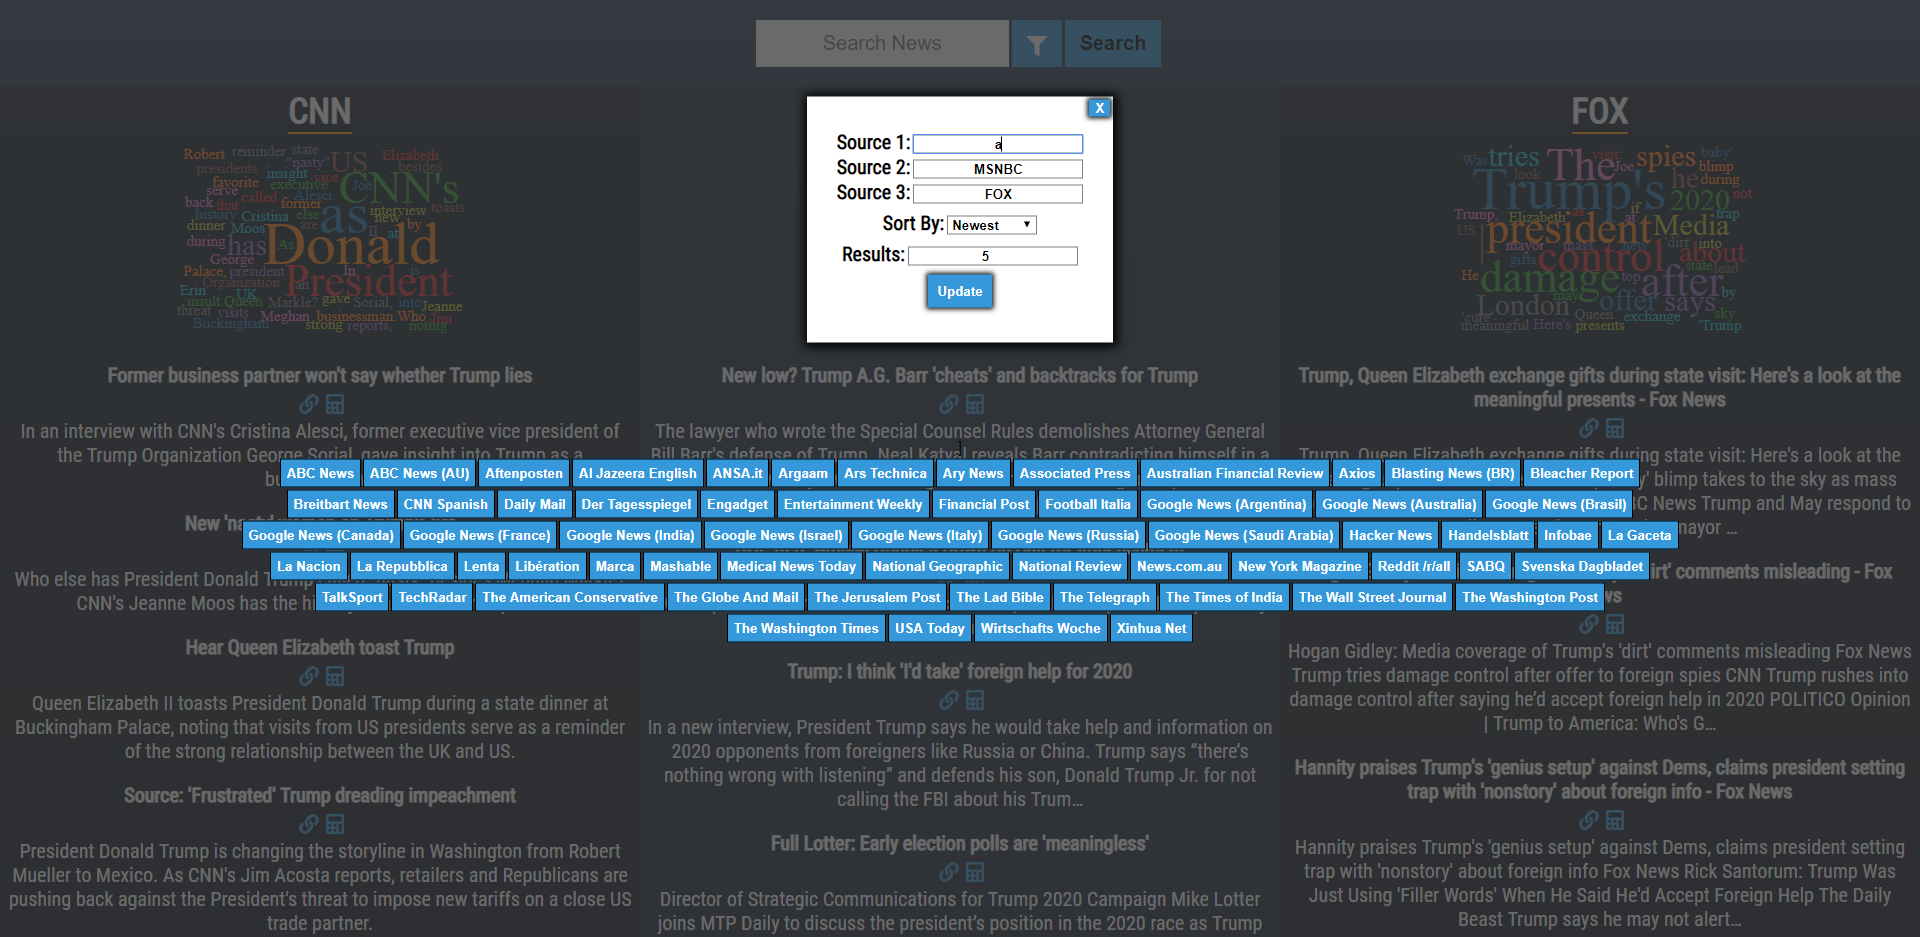 Search News
Search
X
Source 1: a
Source 2: MSNBC
Source 3: FOX
Sort By: Newest
Results: 5
Update
CNN
Robert reminder state
"nasty" US Elizabeth
presidents insight vice besides
favorite executive Joe CNN's
serve Alesci,
back that called former as interview toasts
history Cristina else new
dinner Moos are II at by
during has As Donald
George
Palace, president In President is
Organization an
Erin UK
insult Queen Markle? gave Sorial, into Jeanne
threat visits Meghan businessman Who Jim
Buckingham strong reports, noting
Former business partner won't say whether Trump lies
In an interview with CNN's Cristina Alesci, former executive vice president of
the Trump Organization George Sorial, gave insight into Trump as a
New 'nasty'
Who else has President Donald
CNN's Jeanne Moos has the
Hear Queen Elizabeth toast Trump
Queen Elizabeth II toasts President Donald Trump during a state dinner at
Buckingham Palace, noting that visits from US presidents serve as a reminder
of the strong relationship between the UK and US.
Source: 'Frustrated' Trump dreading impeachment
President Donald Trump is changing the storyline in Washington from Robert
Mueller to Mexico. As CNN's Jim Acosta reports, retailers and Republicans are
pushing back against the President's threat to impose new tariffs on a close US
trade partner.
New low? Trump A.G. Barr 'cheats' and backtracks for Trump
The lawyer who wrote the Special Counsel Rules demolishes Attorney General
Bill Barr's defense of Trump. Neal Katyal reveals Barr contradicting himself in a
ABC News ABC News (AU) Aftenposten Al Jazeera English ANSA.it Argaam Ars Technica Ary News Associated Press Australian Financial Review Axios Blasting News (BR) Bleacher Report
Breitbart News CNN Spanish Daily Mail Der Tagesspiegel Engadget Entertainment Weekly Financial Post Football Italia Google News (Argentina) Google News (Australia) Google News (Brasil)
Google News (Canada) Google News (France) Google News (India) Google News (Israel) Google News (Italy) Google News (Russia) Google News (Saudi Arabia) Hacker News Handelsblatt Infobae La Gaceta
La Nacion La Repubblica Lenta Libération Marca Mashable Medical News Today National Geographic National Review News.com.au New York Magazine Reddit /r/all SABQ Svenska Dagbladet
TalkSport TechRadar The American Conservative The Globe And Mail The Jerusalem Post The Lad Bible The Telegraph The Times of India The Wall Street Journal The Washington Post
The Washington Times USA Today Wirtschafts Woche Xinhua Net
Trump: I think 'I'd take' foreign help for 2020
In a new interview, President Trump says he would take help and information on
2020 opponents from foreigners like Russia or China. Trump says “there's
nothing wrong with listening” and defends his son, Donald Trump Jr. for not
calling the FBI about his Trum…
Full Lotter: Early election polls are 'meaningless'
Director of Strategic Communications for Trump 2020 Campaign Mike Lotter
joins MTP Daily to discuss the president's position in the 2020 race as Trump
FOX
Was tries The visit Joe spies baby'
look blimp
Trump's he during not
2020
Trump, Elizabeth as at if Media trap
US | president 'dirt' into
mayor mass new
gifts control about
He damage top after state lead
London may offer says by
'cure Queen exchange sky
meaningful Here's presents 'Trump
Trump, Queen Elizabeth exchange gifts during state visit: Here's a look at the
meaningful presents - Fox News
Trump, Queen Elizabeth exchange gifts during state visit: Here's a look at the
blimp takes to the sky as mass
News Trump and May respond to
mayor …
'dirt' comments misleading - Fox
Hogan Gidley: Media coverage of Trump's 'dirt' comments misleading Fox News
Trump tries damage control after offer to foreign spies CNN Trump rushes into
damage control after saying he'd accept foreign help in 2020 POLITICO Opinion
| Trump to America: Who's G…
Hannity praises Trump's 'genius setup' against Dems, claims president setting
trap with 'nonstory' about foreign info - Fox News
Hannity praises Trump's 'genius setup' against Dems, claims president setting
trap with 'nonstory' about foreign info Fox News Rick Santorum: Trump Was
Just Using 'Filler Words' When He Said He'd Accept Foreign Help The Daily
Beast Trump says he may not alert…